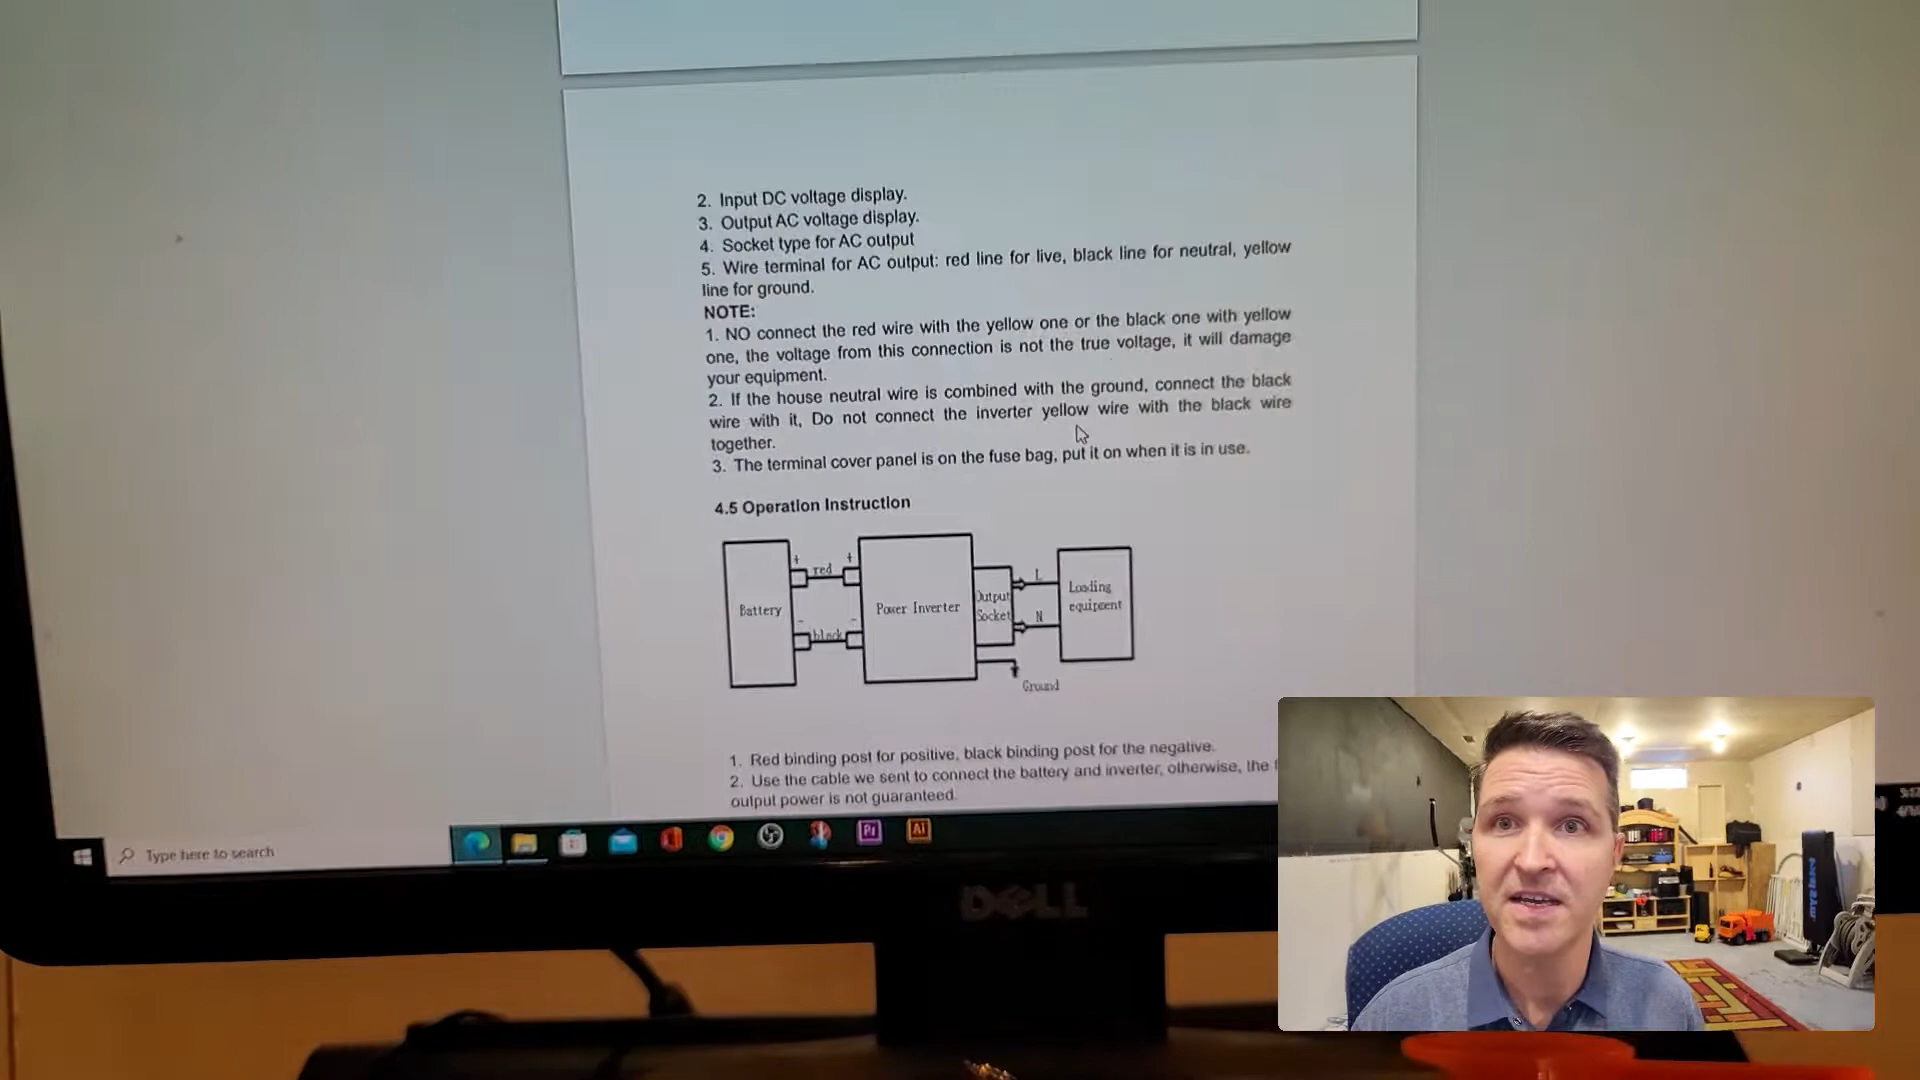 2. Input DC voltage display.
3. Output AC voltage display.
4. Socket type for AC output
5. Wire terminal for AC output: red line for live, black line for neutral, yellow
line for ground.
NOTE:
1. NO connect the red wire with the yellow one or the black one with yellow
one, the voltage from this connection is not the true voltage, it will damage
your equipment.
2. If the house neutral wire is combined with the ground, connect the black
wire with it, Do not connect the inverter yellow wire with the black wire
together.
3. The terminal cover panel is on the fuse bag, put it on when it is in use.
4.5 Operation Instruction
+ red +
Battery
- black -
Power Inverter
Output
Socket
L
N
Loading
equipment
Ground
1. Red binding post for positive, black binding post for the negative.
2. Use the cable we sent to connect the battery and inverter, otherwise, the
output power is not guaranteed.
Type here to search
Pr
Ai
DELL